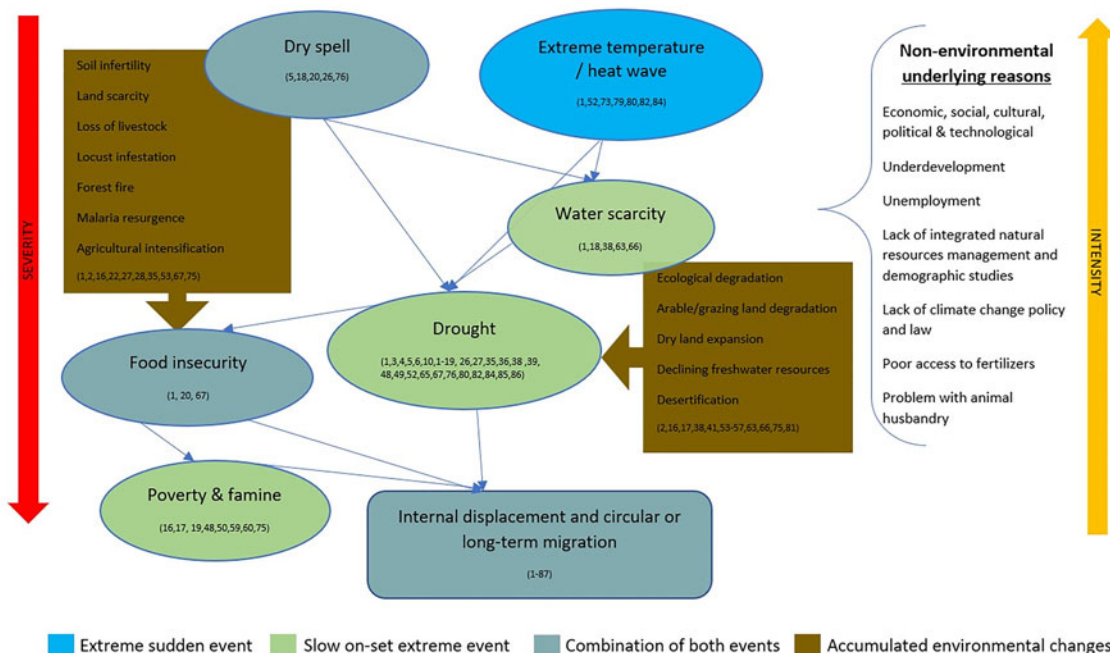 SEVERITY
Soil infertility
Land scarcity
Loss of livestock
Locust infestation
Forest fire
Malaria resurgence
Agricultural intensification
(1,2,16,22,27,28,35,53,67,75)
Dry spell
(5,18,20,26,76)
Extreme temperature
/ heat wave
(1,52,73,79,80,82,84)
Water scarcity
(1,18,38,63,66)
Drought
(1,3,4,5,6,10,1-19, 26,27,35,36,38 ,39,
48,49,52,65,67,76,80,82,84,85,86)
Ecological degradation
Arable/grazing land degradation
Dry land expansion
Declining freshwater resources
Desertification
(2,16,17,38,41,53-57,63,66,75,81)
Food insecurity
(1, 20, 67)
Poverty & famine
(16,17, 19,48,50,59,60,75)
Internal displacement and circular or
long-term migration
(1-87)
Non-environmental
underlying reasons
Economic, social, cultural,
political & technological
Underdevelopment
Unemployment
Lack of integrated natural
resources management and
demographic studies
Lack of climate change policy
and law
Poor access to fertilizers
Problem with animal
husbandry
INTENSITY
Extreme sudden event
Slow on-set extreme event
Combination of both events
Accumulated environmental changes